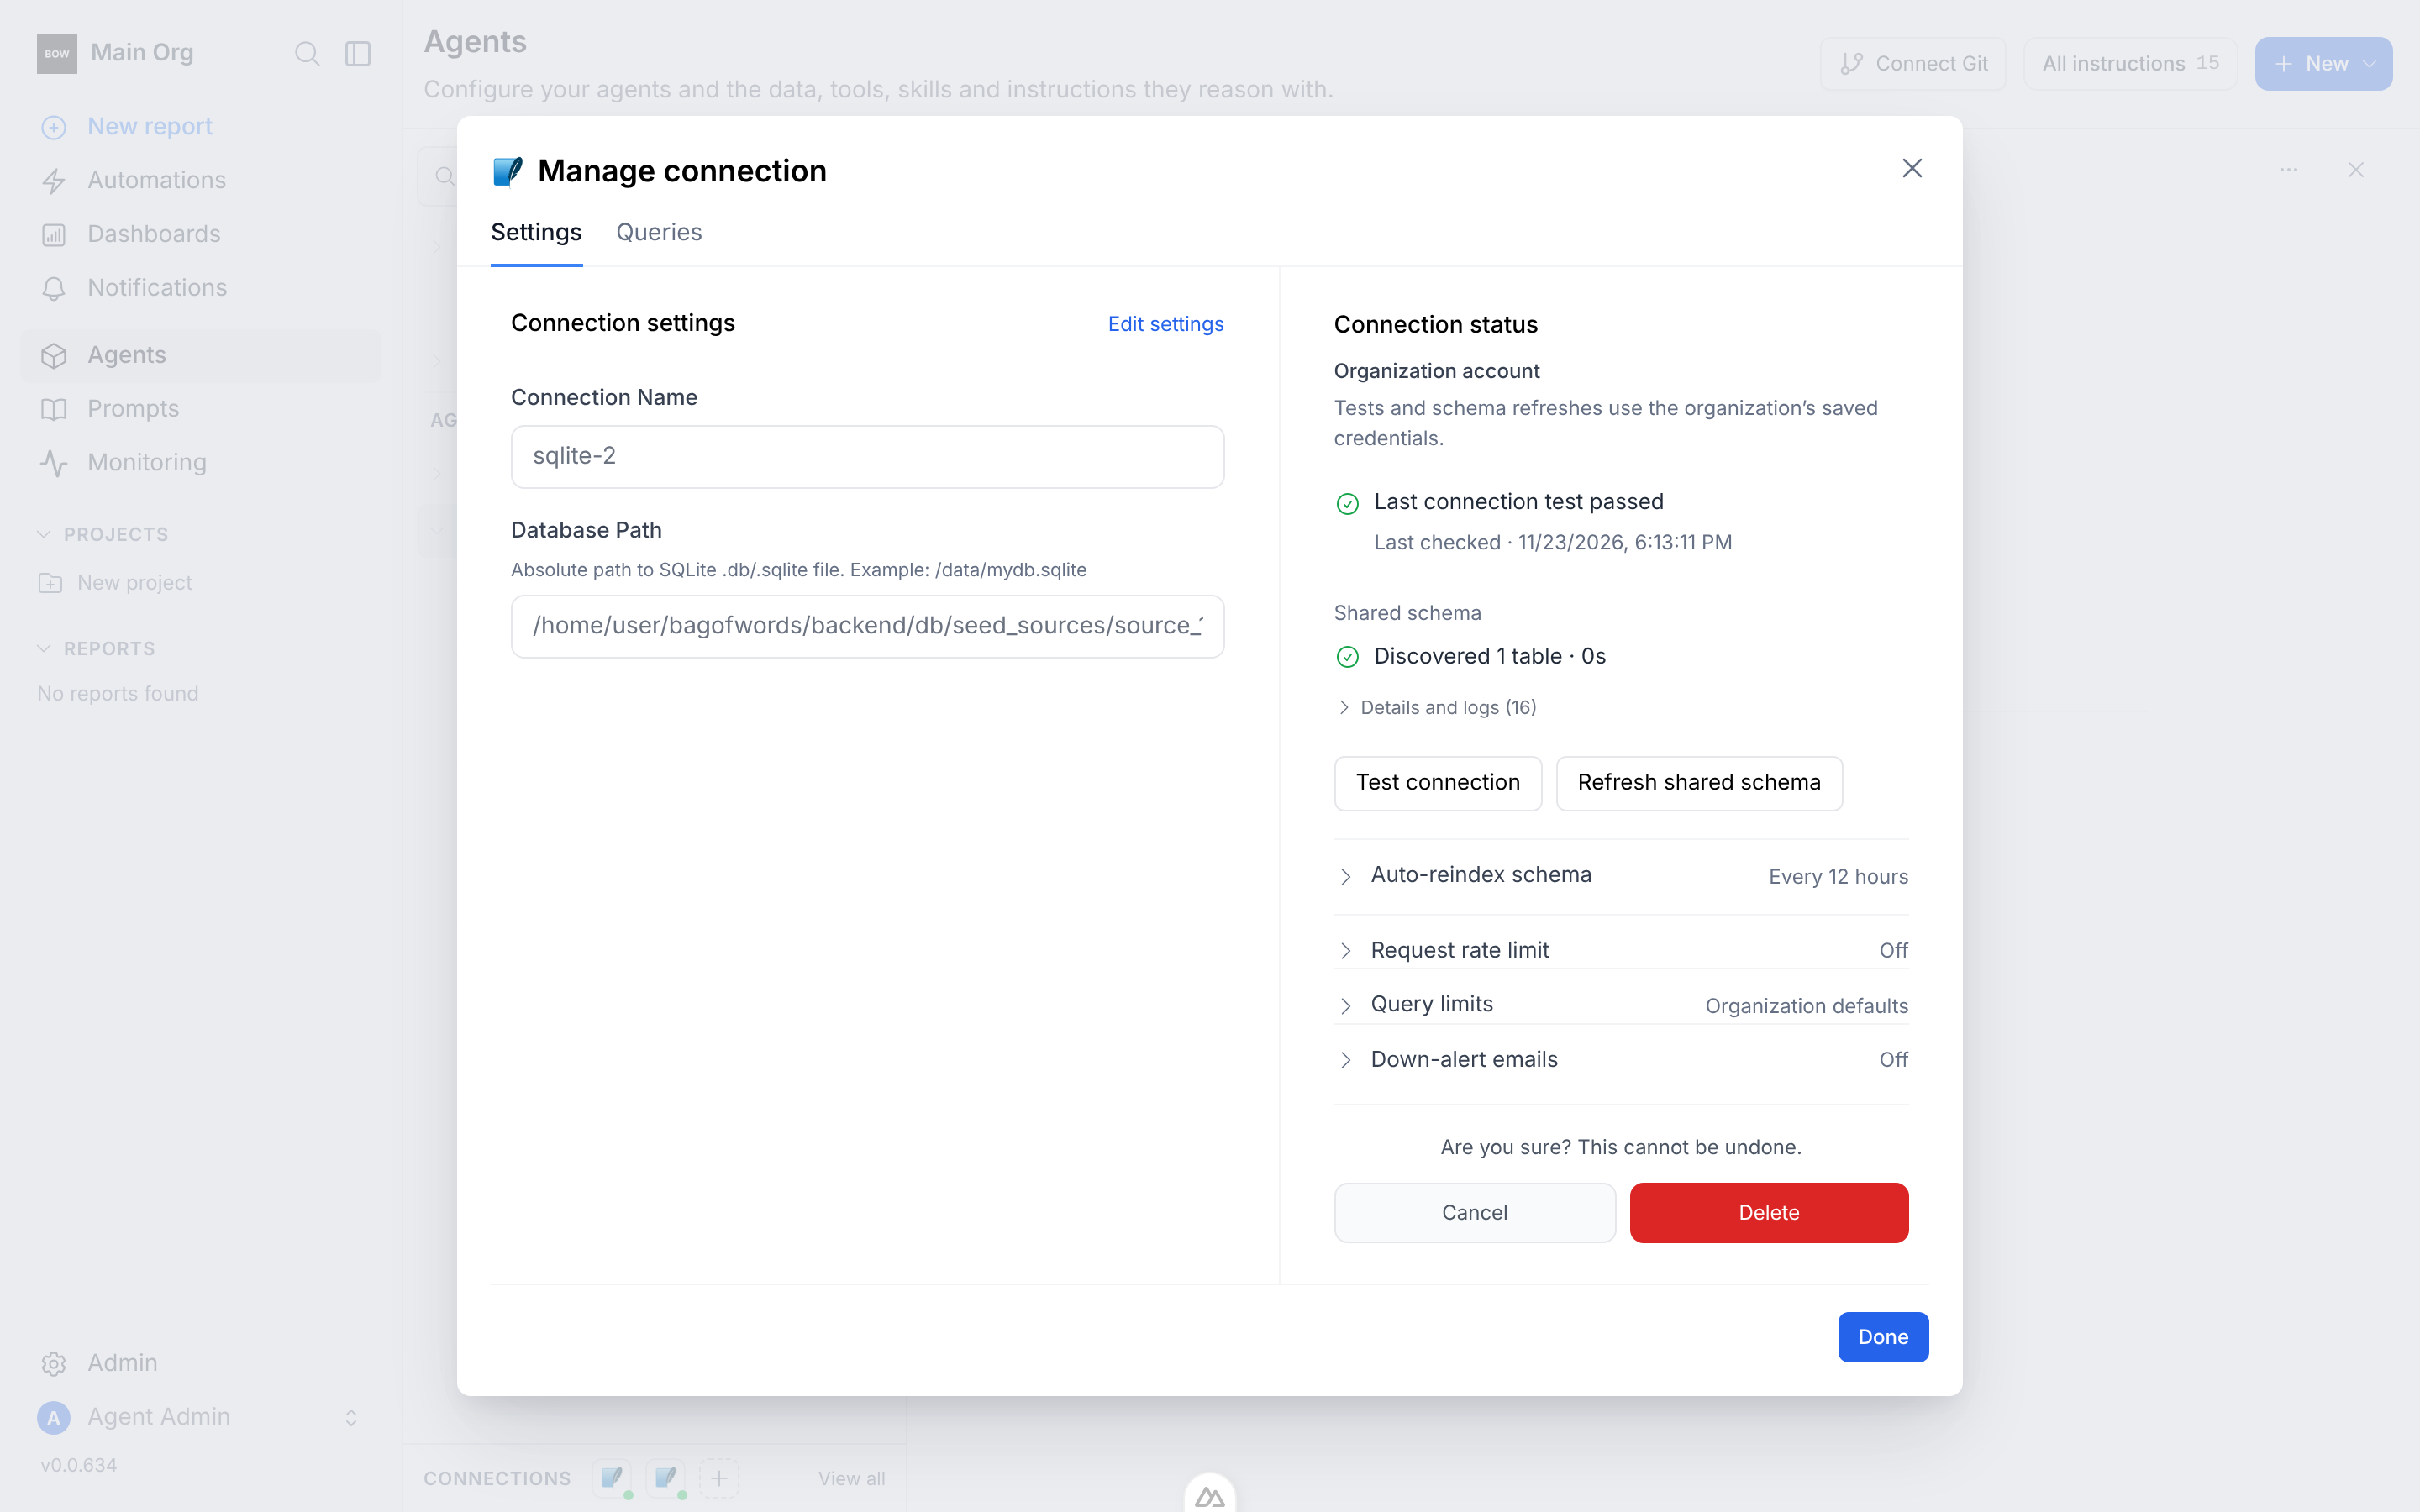 BOW
Main Org
New report
Automations
Dashboards
Notifications
Agents
Prompts
Monitoring
PROJECTS
New project
REPORTS
No reports found
Admin
A
Agent Admin
v0.0.634
Agents
Configure your agents and the data, tools, skills and instructions they reason with.
Connect Git
All instructions 15
New
AG
CONNECTIONS
View all
Manage connection
Settings
Queries
Connection settings
Edit settings
Connection Name
sqlite-2
Database Path
Absolute path to SQLite .db/.sqlite file. Example: /data/mydb.sqlite
/home/user/bagofwords/backend/db/seed_sources/source_
Connection status
Organization account
Tests and schema refreshes use the organization’s saved
credentials.
Last connection test passed
Last checked · 11/23/2026, 6:13:11 PM
Shared schema
Discovered 1 table · 0s
Details and logs (16)
Test connection
Refresh shared schema
Auto-reindex schema
Every 12 hours
Request rate limit
Off
Query limits
Organization defaults
Down-alert emails
Off
Are you sure? This cannot be undone.
Cancel
Delete
Done